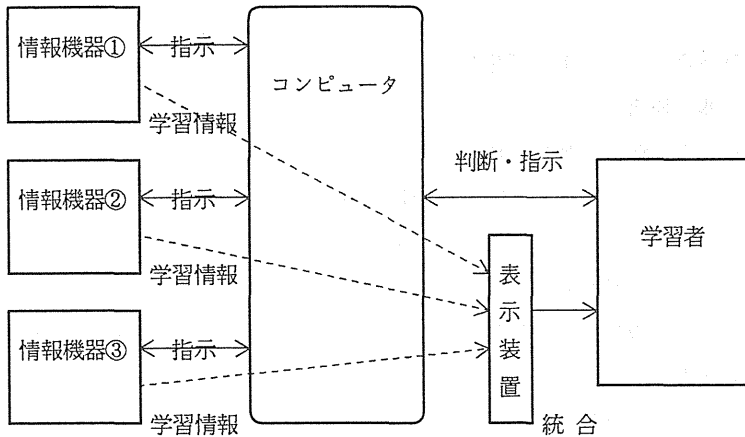 情報機器①
指示
コンピュータ
学習情報
判断・指示
情報機器②
指示
学習者
学習情報
表示装置
情報機器③
指示
学習情報
統合